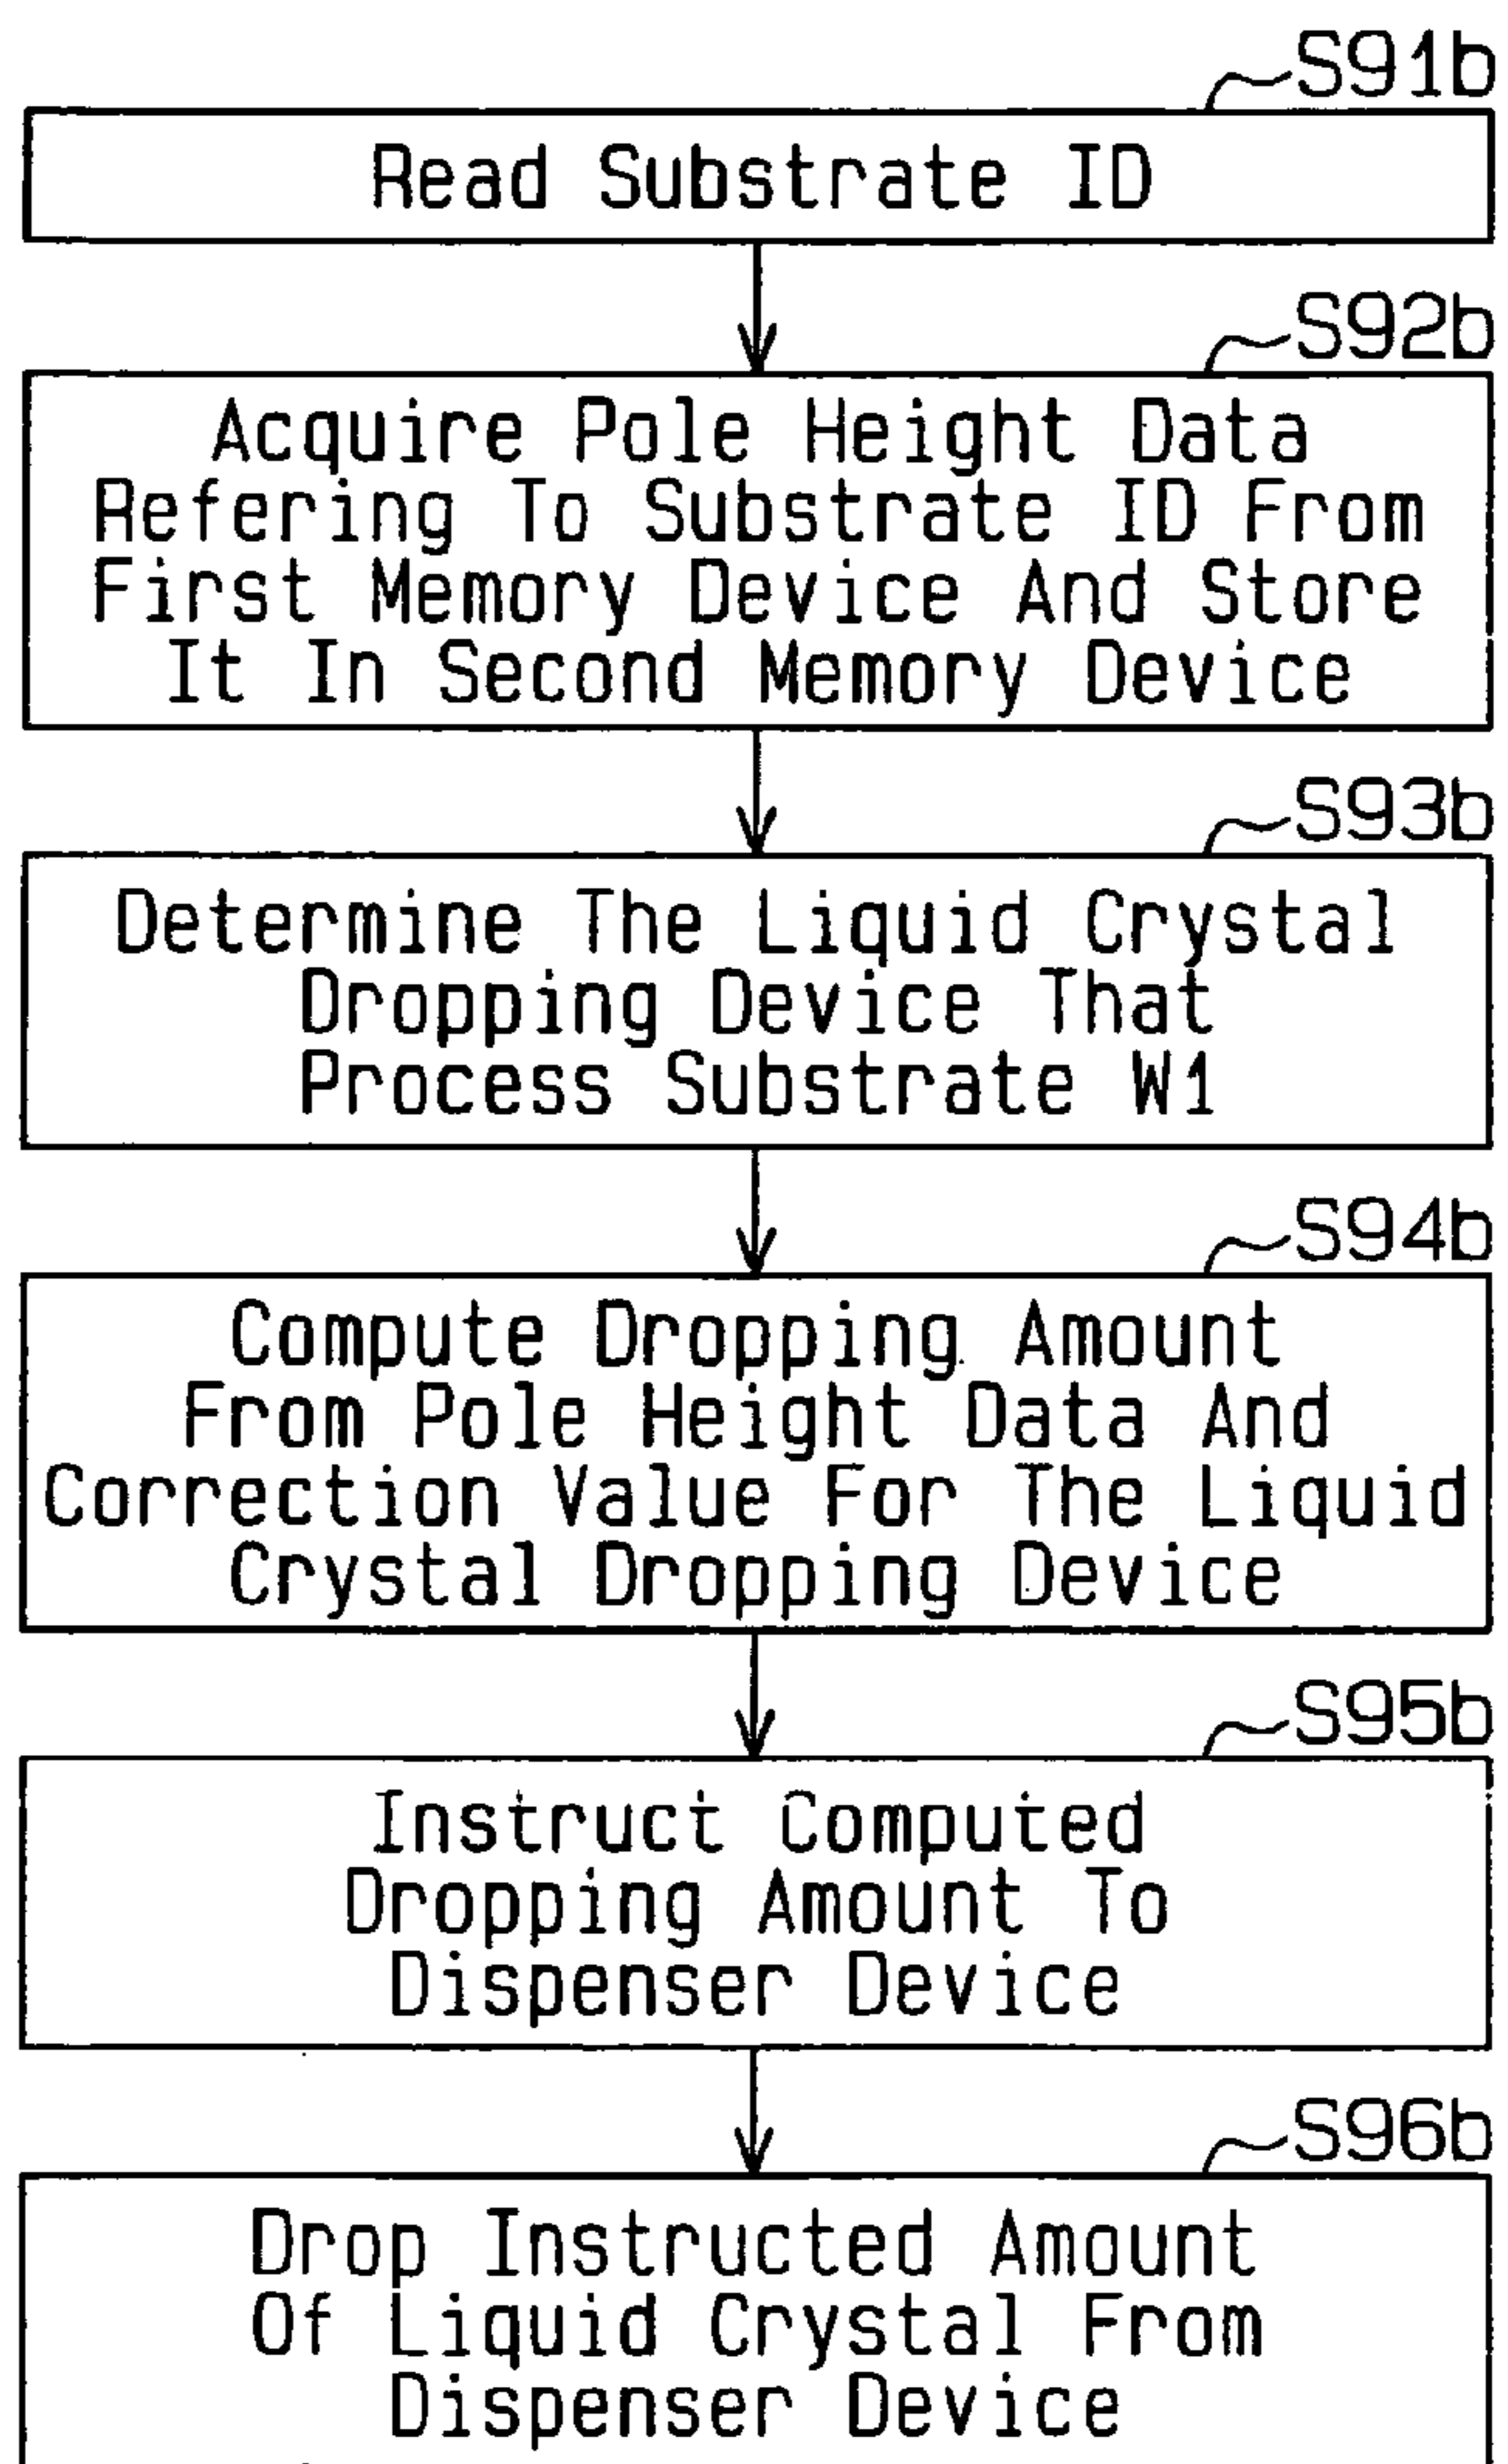 S91b
Read Substrate ID
S92b
Acquire Pole Height Data
Refering To Substrate ID From
First Memory Device And Store
It In Second Memory Device
S93b
Determine The Liquid Crystal
Dropping Device That
Process Substrate W1
S94b
Compute Dropping Amount
From Pole Height Data And
Correction Value For The Liquid
Crystal Dropping Device
S95b
Instruct Computed
Dropping Amount To
Dispenser Device
S96b
Drop Instructed Amount
Of Liquid Crystal From
Dispenser Device